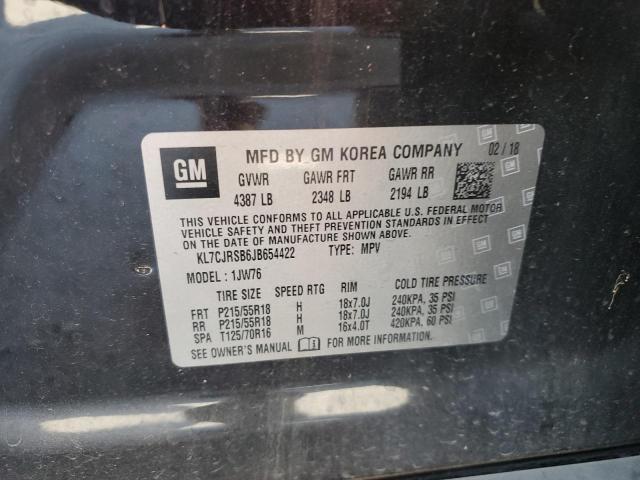 GM
MFD BY GM KOREA COMPANY 02 / 18
GVWR GAWR FRT GAWR RR
4387 LB 2348 LB 2194 LB
THIS VEHICLE CONFORMS TO ALL APPLICABLE U.S. FEDERAL MOTOR
VEHICLE SAFETY AND THEFT PREVENTION STANDARDS IN EFFECT ON
THE DATE OF MANUFACTURE SHOWN ABOVE.
KL7CJRSB6JB654422 TYPE: MPV
MODEL: 1JW76
TIRE SIZE SPEED RTG RIM COLD TIRE PRESSURE
FRT P215/55R18 H 18x7.0J 240KPA, 35 PSI
RR P215/55R18 H 18x7.0J 240KPA, 35 PSI
SPA T125/70R16 M 16x4.0T 420KPA, 60 PSI
SEE OWNER'S MANUAL FOR MORE INFORMATION.